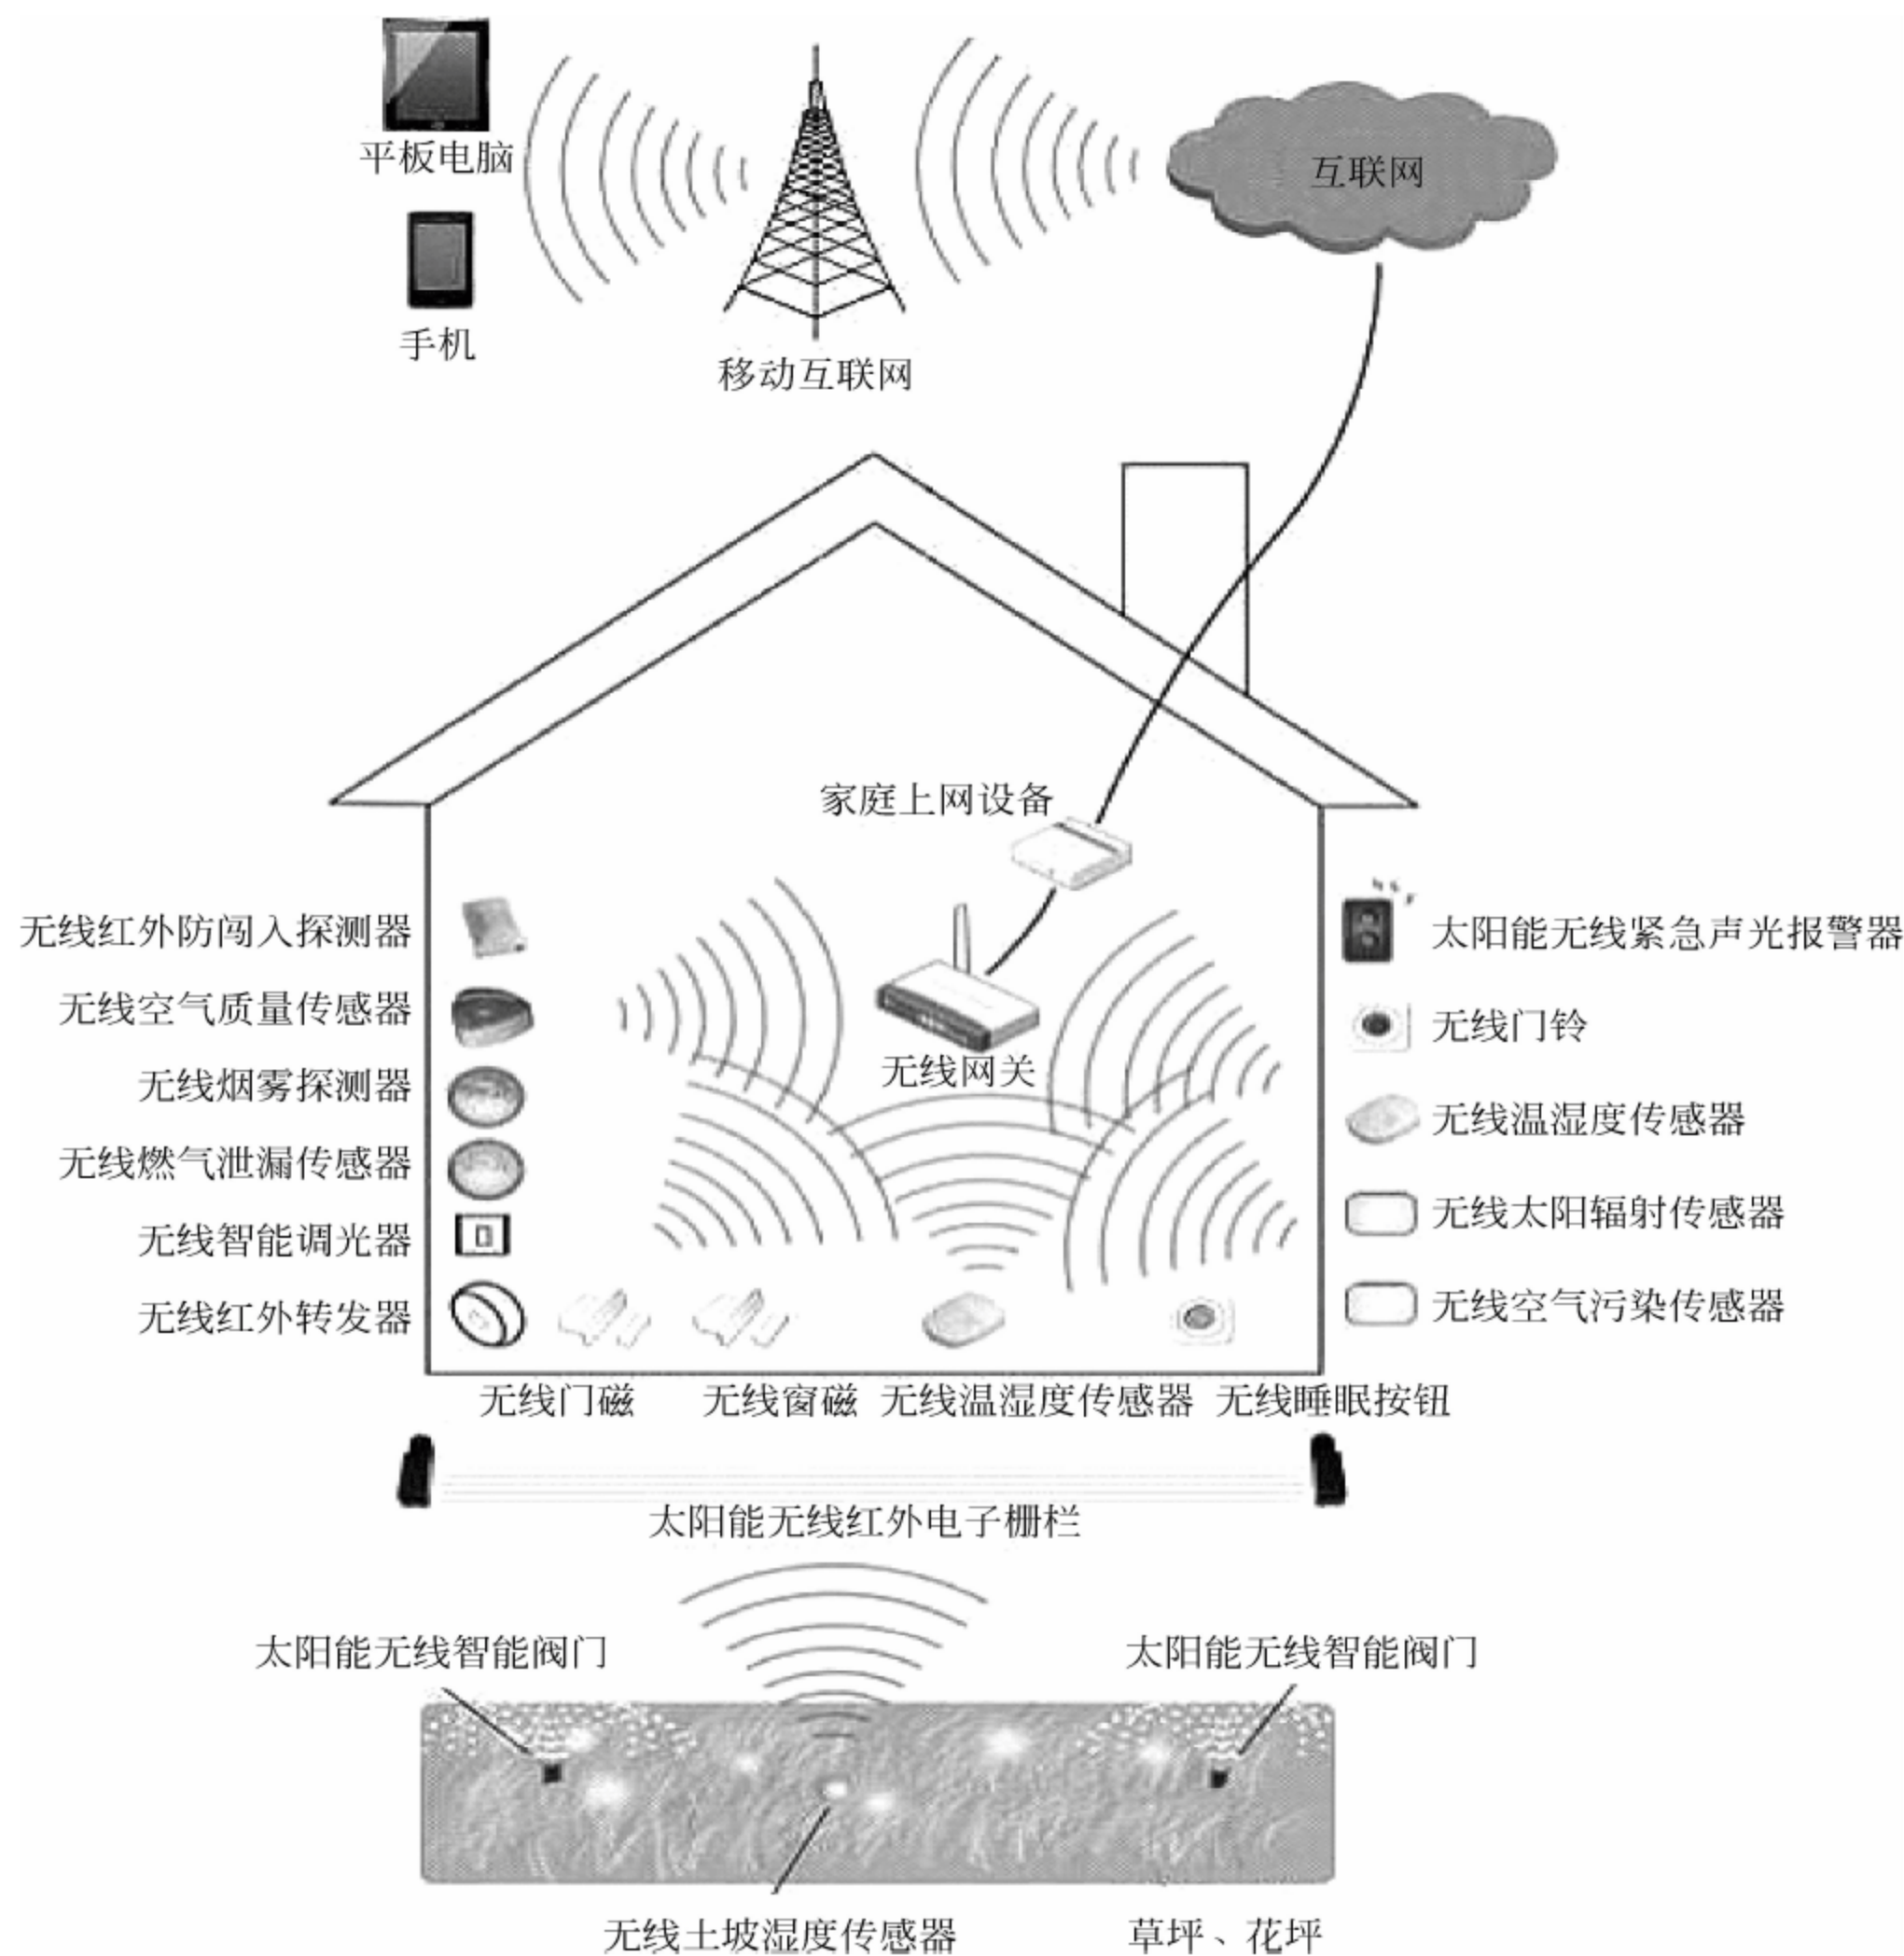 平板电脑
互联网
手机
移动互联网
家庭上网设备
无线红外防闯入探测器
无线空气质量传感器
无线烟雾探测器
无线燃气泄漏传感器
无线智能调光器
无线红外转发器
无线网关
太阳能无线紧急声光报警器
无线门铃
无线温湿度传感器
无线太阳辐射传感器
无线空气污染传感器
无线门磁
无线窗磁
无线温湿度传感器
无线睡眠按钮
太阳能无线红外电子栅栏
太阳能无线智能阀门
太阳能无线智能阀门
无线土坡湿度传感器
草坪、花坪